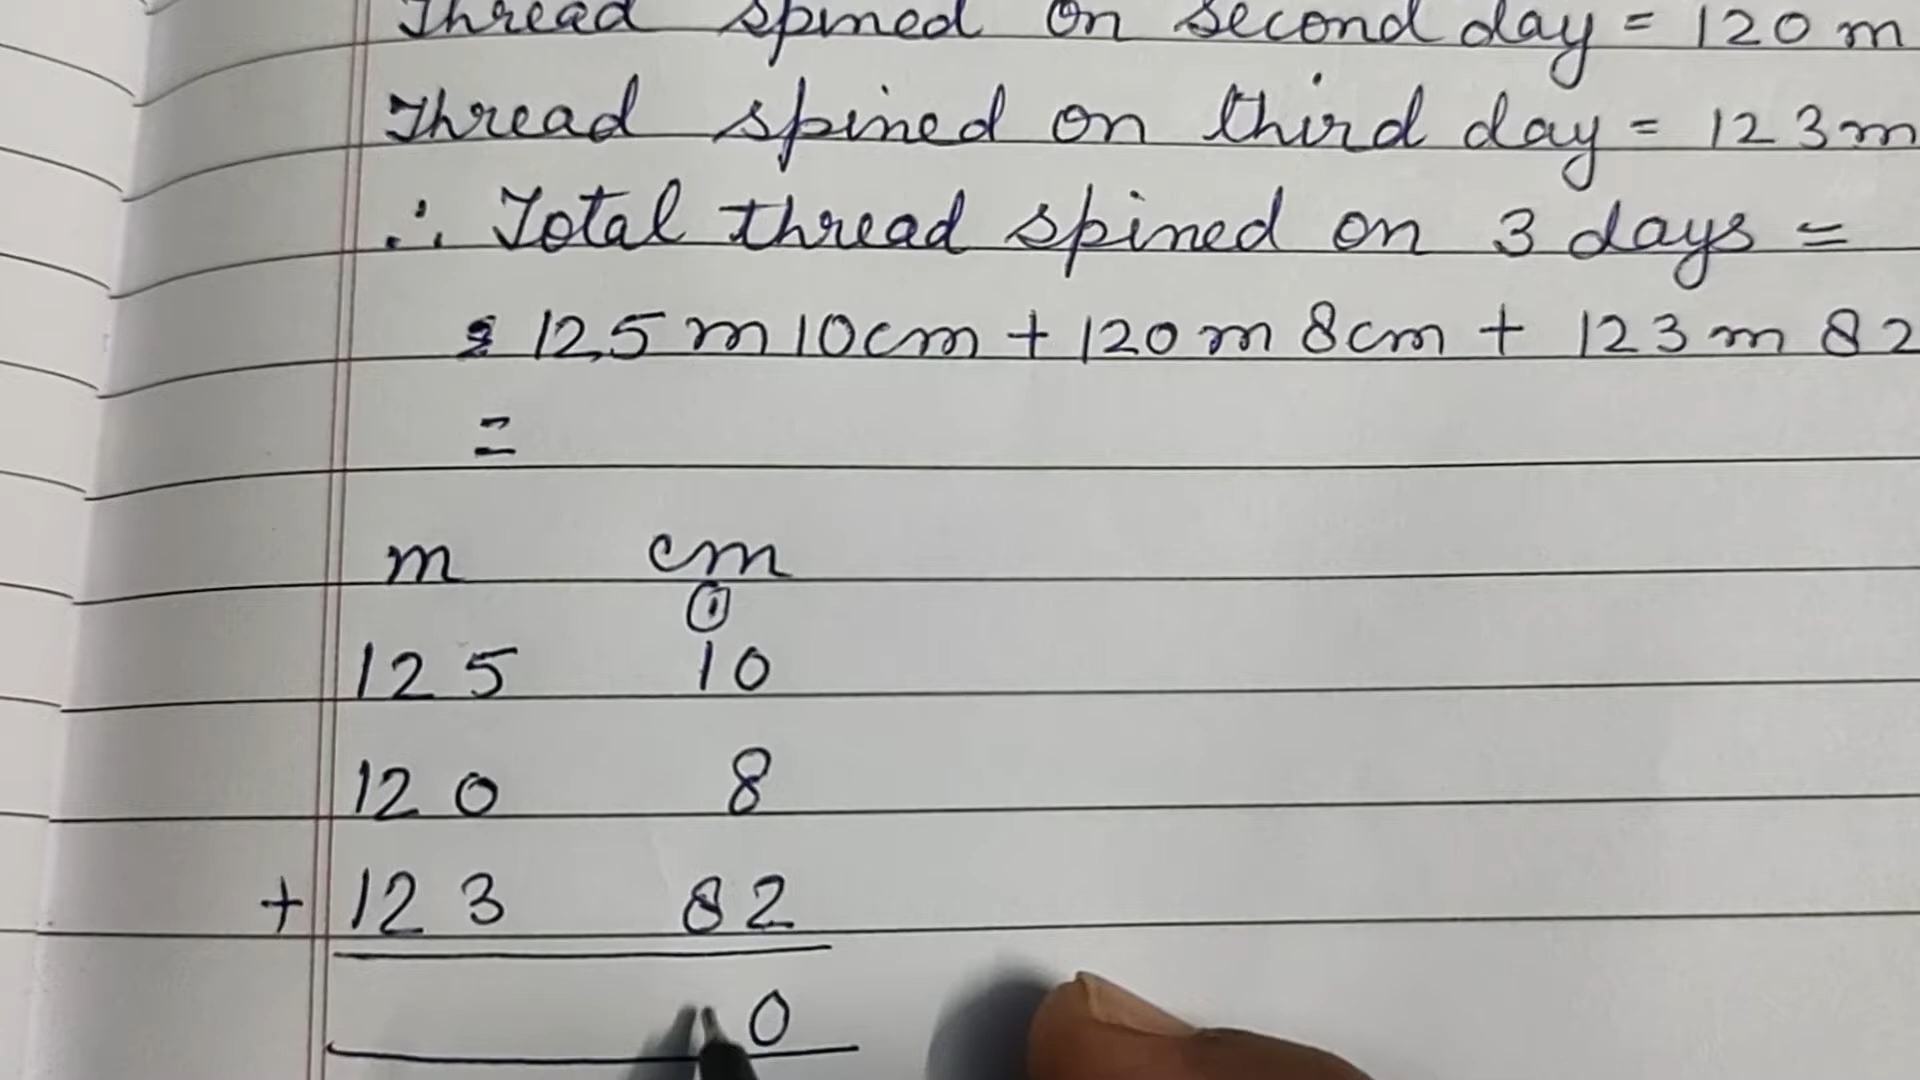 Thread spined on second day = 120 m
Thread spined on third day = 123 m
∴ Total thread spined on 3 days =
= 125 m 10 cm + 120 m 8 cm + 123 m 82
=
m cm
1
125 10
120 8
+ 123 82
0